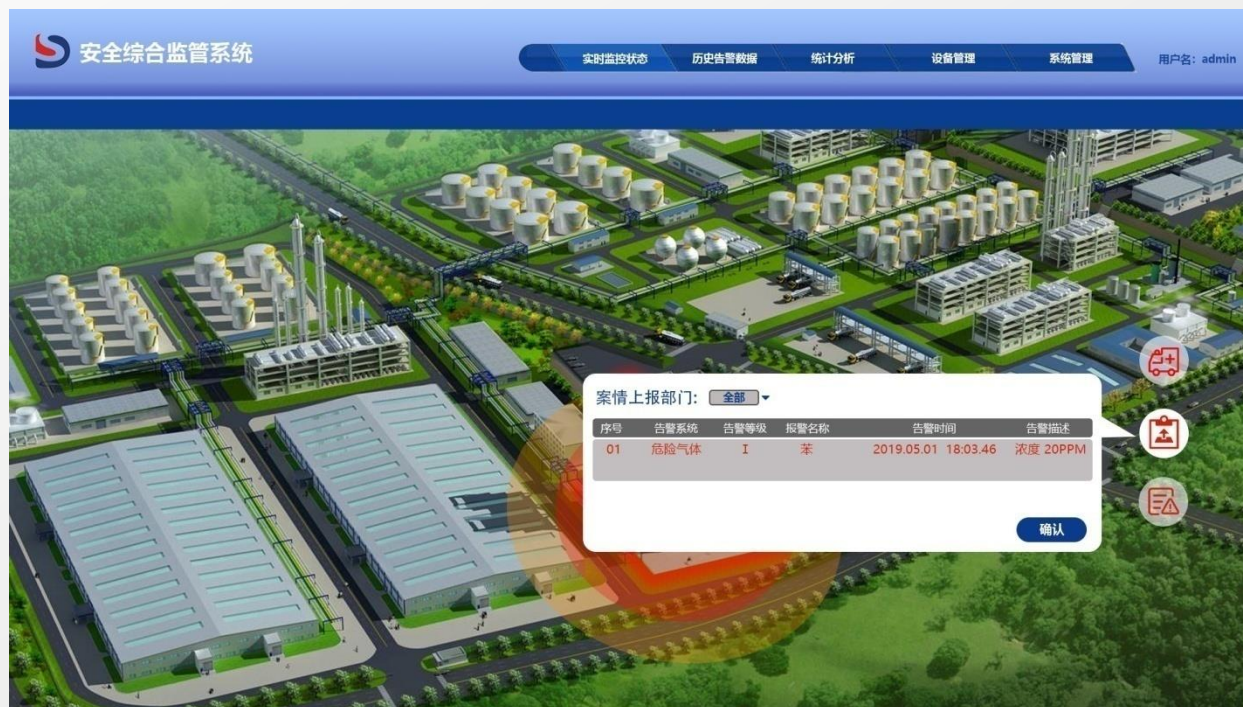 安全综合监管系统
实时监控状态 历史告警数据 统计分析 设备管理 系统管理 用户名：admin
案情上报部门: 全部
序号 告警系统 告警等级 报警名称 告警时间 告警描述
01 危险气体 I 苯 2019.05.01 18:03.46 浓度 20PPM
确认